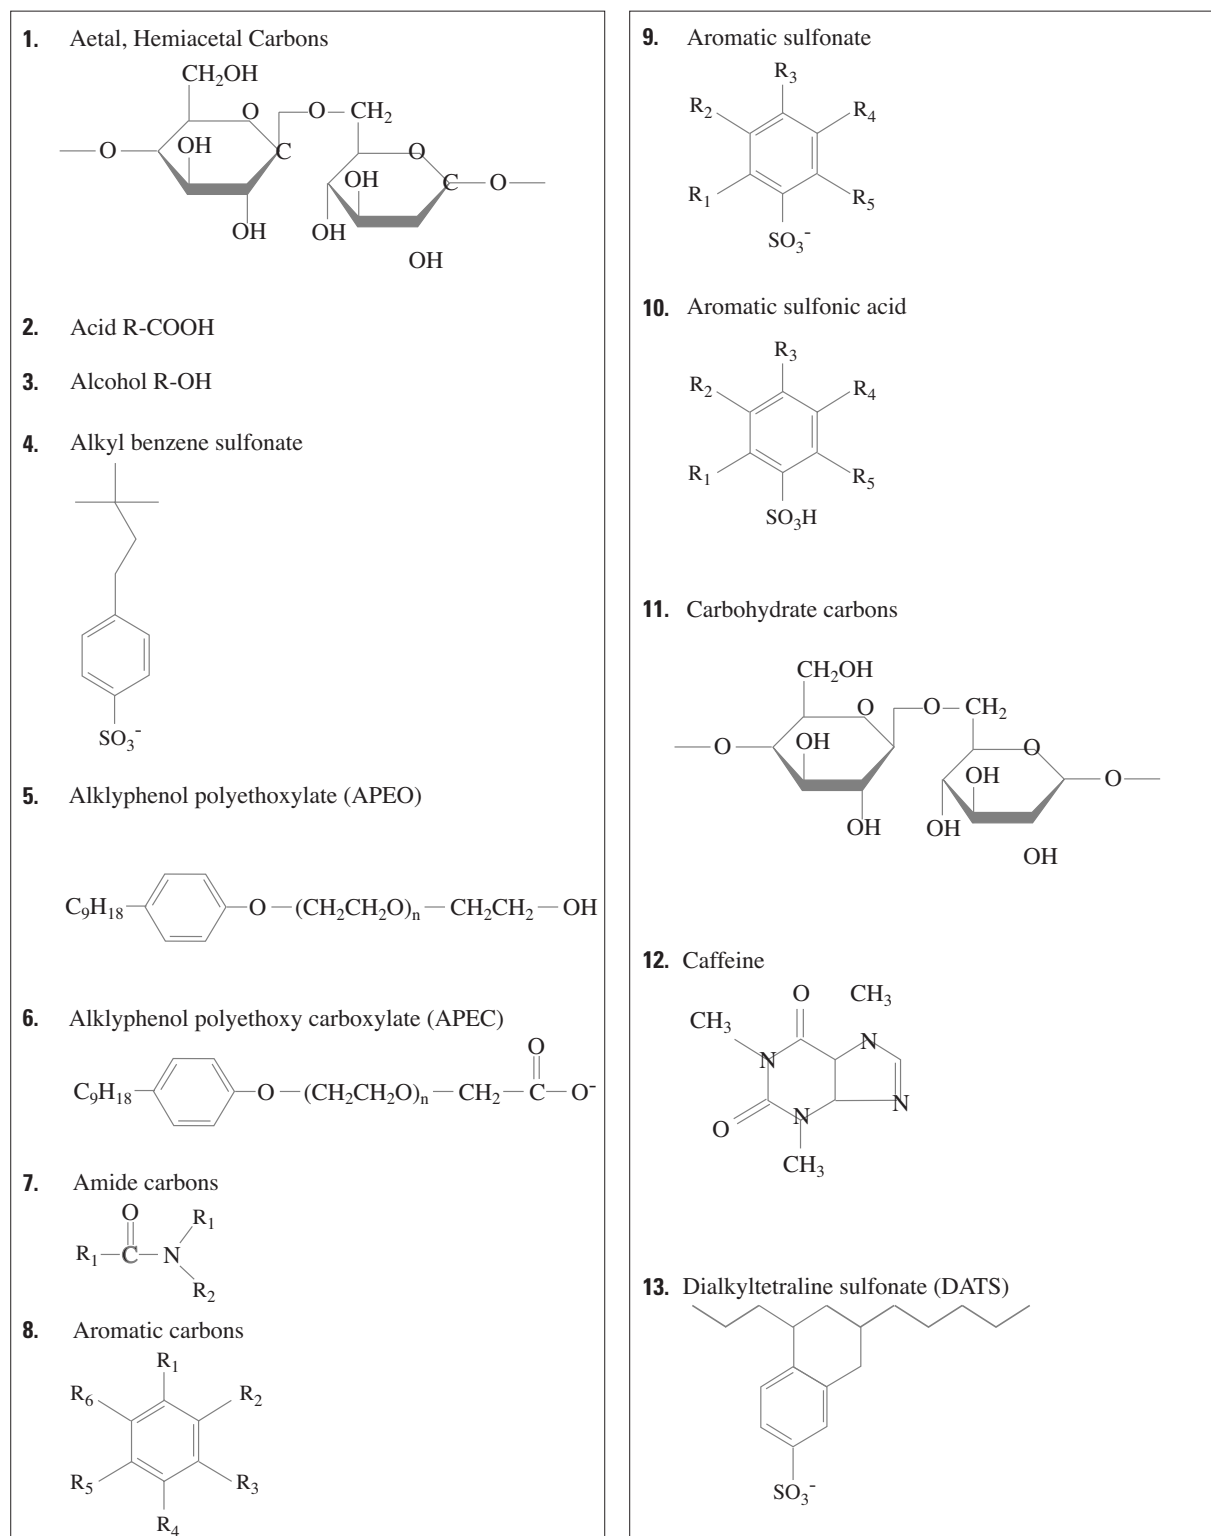 1. Aetal, Hemiacetal Carbons
CH₂OH
O
O
CH₂
O
OH
C
O
OH
C
O
OH
OH
OH
2. Acid R-COOH
3. Alcohol R-OH
4. Alkyl benzene sulfonate
SO₃⁻
5. Alklyphenol polyethoxylate (APEO)
C₉H₁₈ O (CH₂CH₂O)ₙ CH₂CH₂ OH
6. Alklyphenol polyethoxy carboxylate (APEC)
O
C₉H₁₈ O (CH₂CH₂O)ₙ CH₂ C O⁻
7. Amide carbons
O
R₁
R₁ C N
R₂
8. Aromatic carbons
R₁
R₆ R₂
R₅ R₃
R₄
9. Aromatic sulfonate
R₃
R₂ R₄
R₁ R₅
SO₃⁻
10. Aromatic sulfonic acid
R₃
R₂ R₄
R₁ R₅
SO₃H
11. Carbohydrate carbons
CH₂OH
O
O
CH₂
O
OH
O
OH
O
OH
OH
OH
12. Caffeine
O CH₃
CH₃
N
N
N
O
N
CH₃
13. Dialkyltetraline sulfonate (DATS)
SO₃⁻